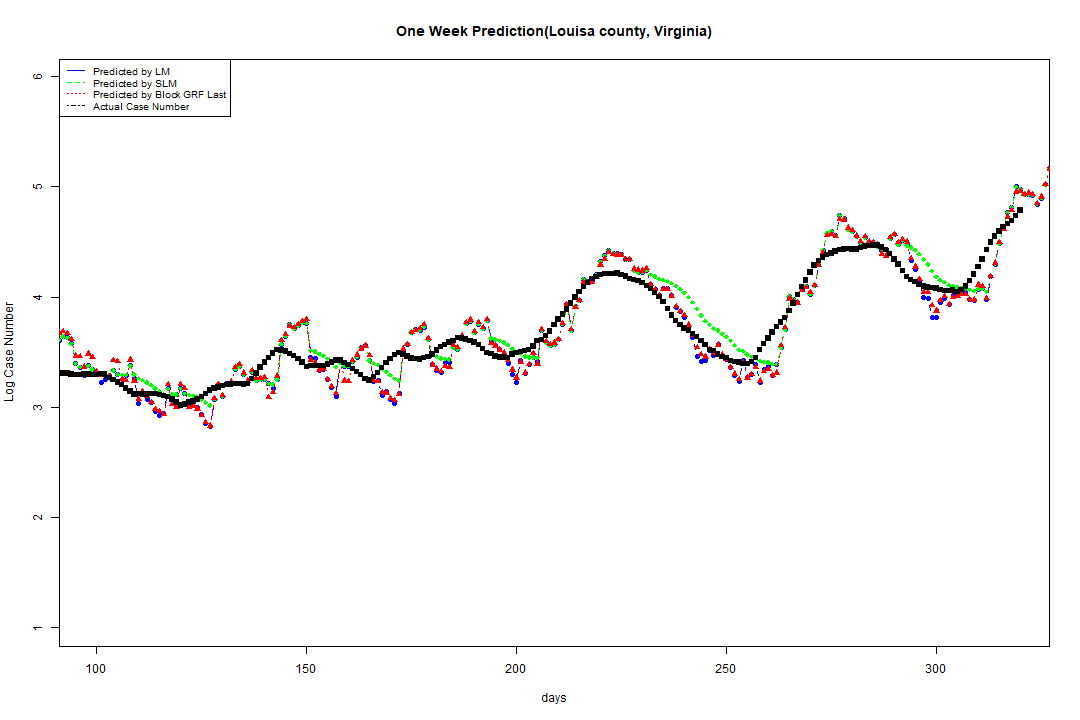 One Week Prediction(Louisa county, Virginia)
6
Predicted by LM
Predicted by SLM
Predicted by Block GRF Last
Actual Case Number
5
4
3
2
1
Log Case Number
100 150 200 250 300
days